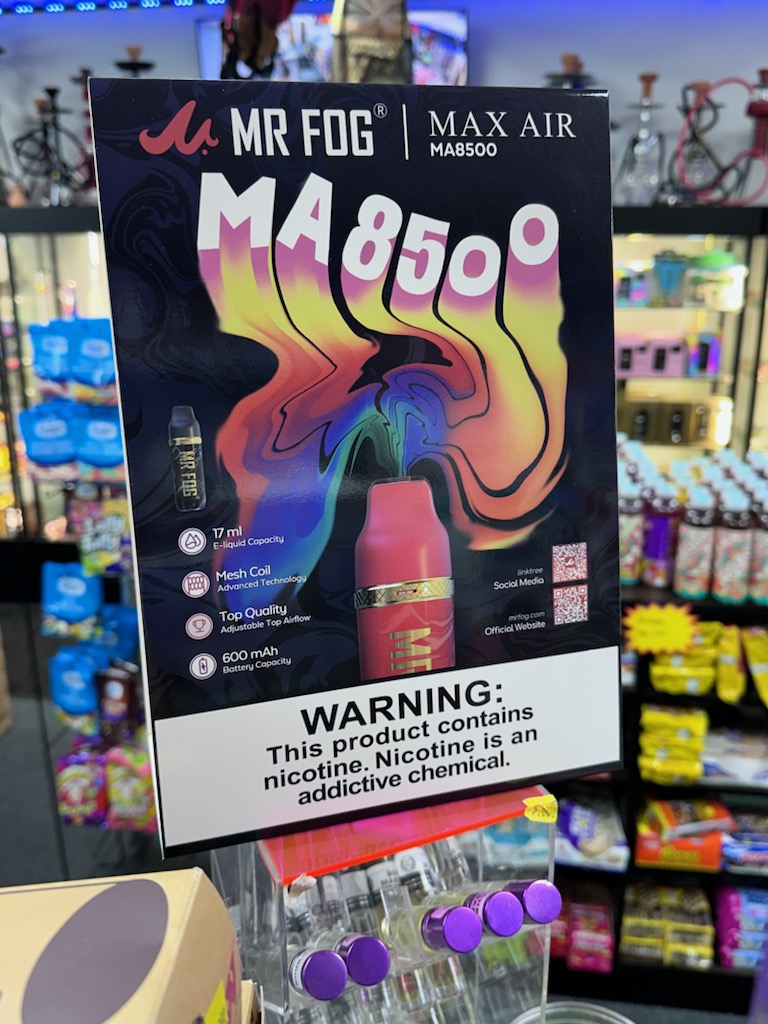 MR FOG® | MAX AIR
MA8500
MA8500
MR FOG
17 ml
E-liquid Capacity
Mesh Coil
Advanced Technology
Top Quality
Adjustable Top Airflow
600 mAh
Battery Capacity
linktree
Social Media
mrfog.com
Official Website
MR
WARNING:
This product contains
nicotine. Nicotine is an
addictive chemical.